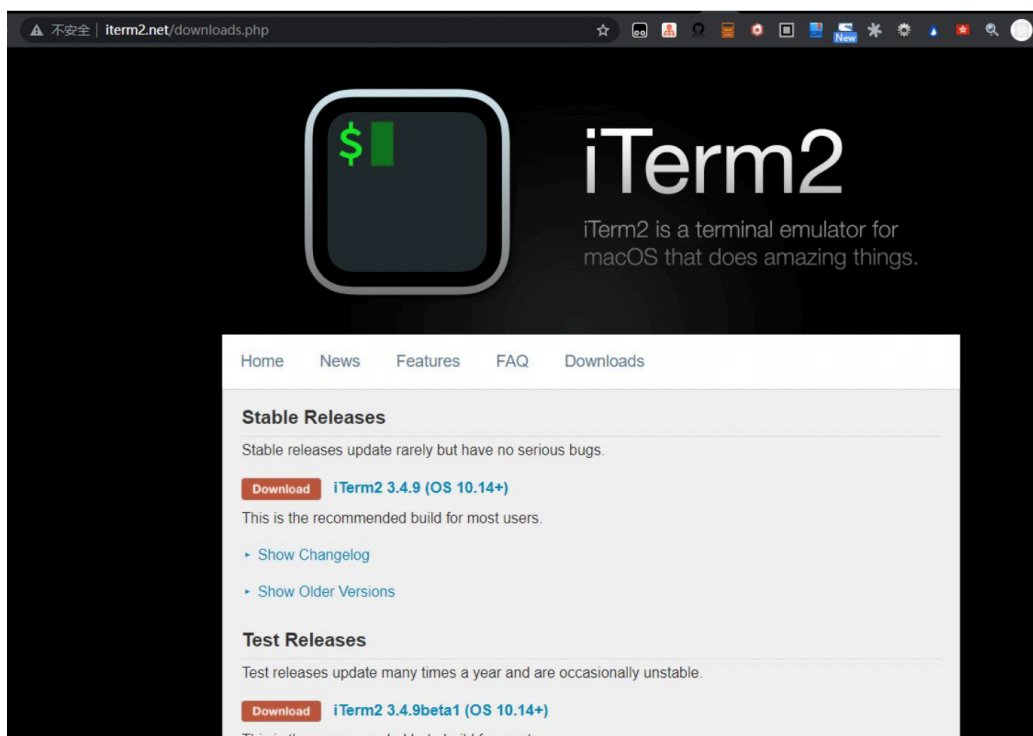 不安全 | iterm2.net/downloads.php
New
$
iTerm2
iTerm2 is a terminal emulator for
macOS that does amazing things.
Home News Features FAQ Downloads
Stable Releases
Stable releases update rarely but have no serious bugs.
Download iTerm2 3.4.9 (OS 10.14+)
This is the recommended build for most users.
Show Changelog
Show Older Versions
Test Releases
Test releases update many times a year and are occasionally unstable.
Download iTerm2 3.4.9beta1 (OS 10.14+)